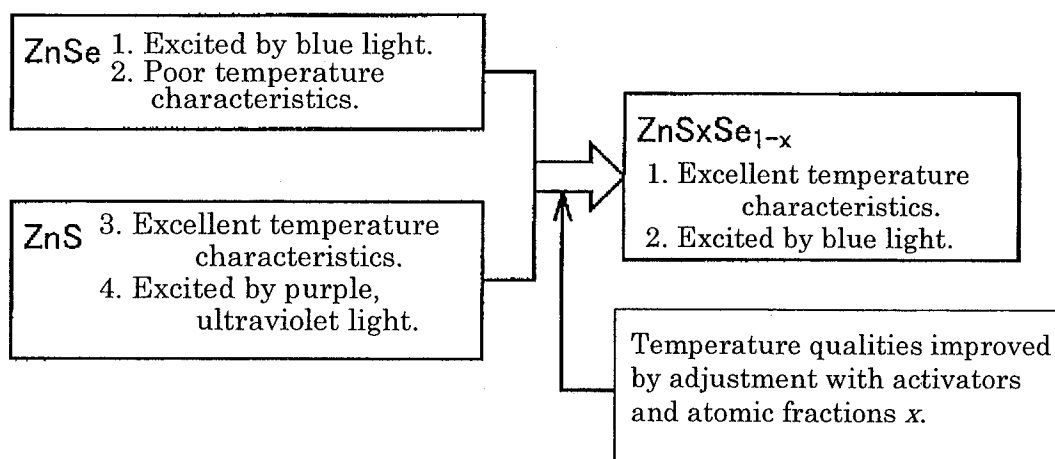 ZnSe 1. Excited by blue light.
2. Poor temperature
characteristics.
ZnS 3. Excellent temperature
characteristics.
4. Excited by purple,
ultraviolet light.
ZnSxSe1-x
1. Excellent temperature
characteristics.
2. Excited by blue light.
Temperature qualities improved
by adjustment with activators
and atomic fractions x.